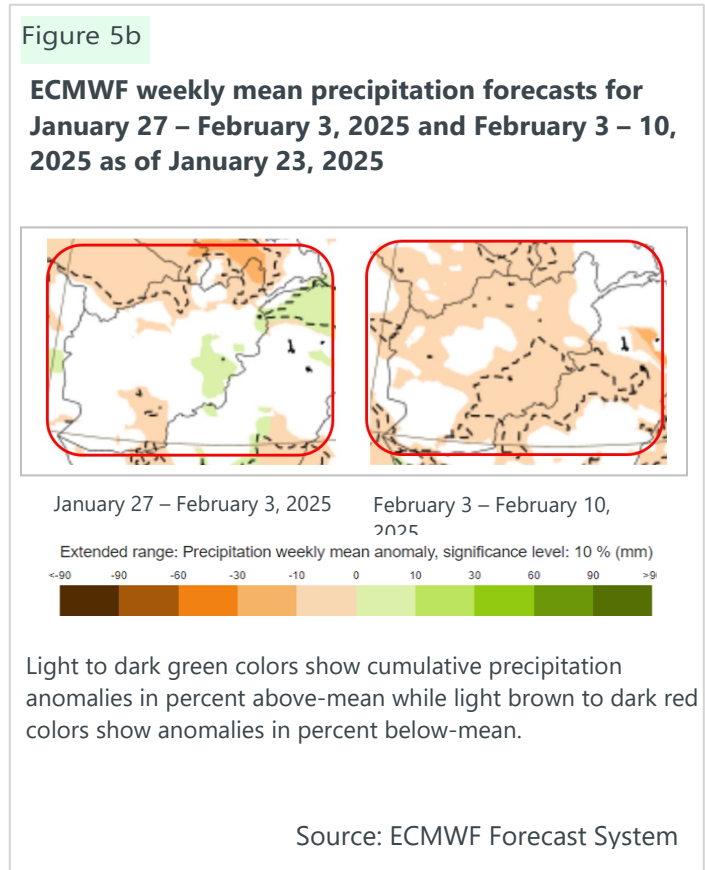 Figure 5b
ECMWF weekly mean precipitation forecasts for
January 27 – February 3, 2025 and February 3 – 10,
2025 as of January 23, 2025
January 27 – February 3, 2025
February 3 – February 10,
2025
Extended range: Precipitation weekly mean anomaly, significance level: 10 % (mm)
<-90 -90 -60 -30 -10 0 10 30 60 90 >9
Light to dark green colors show cumulative precipitation
anomalies in percent above-mean while light brown to dark red
colors show anomalies in percent below-mean.
Source: ECMWF Forecast System